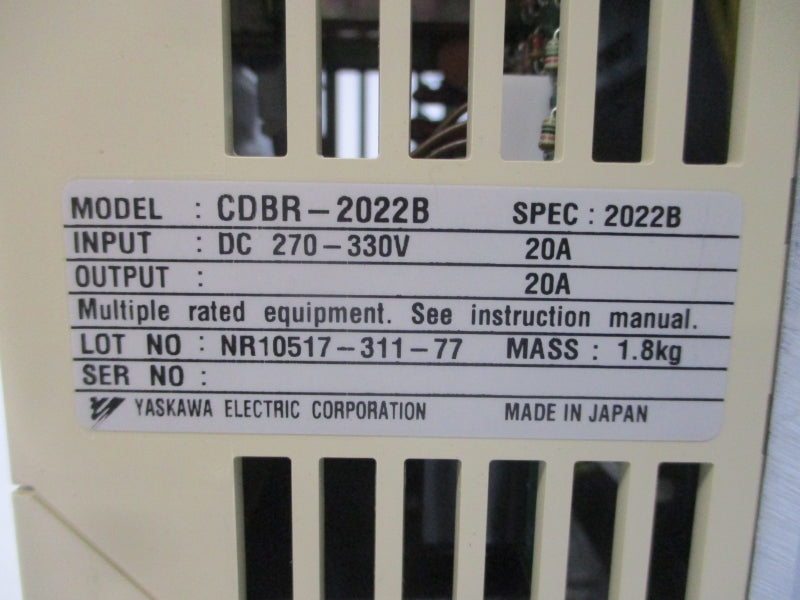 MODEL : CDBR-2022B SPEC : 2022B
INPUT : DC 270-330V 20A
OUTPUT : 20A
Multiple rated equipment. See instruction manual.
LOT NO : NR10517-311-77 MASS : 1.8kg
SER NO :
YASKAWA ELECTRIC CORPORATION MADE IN JAPAN